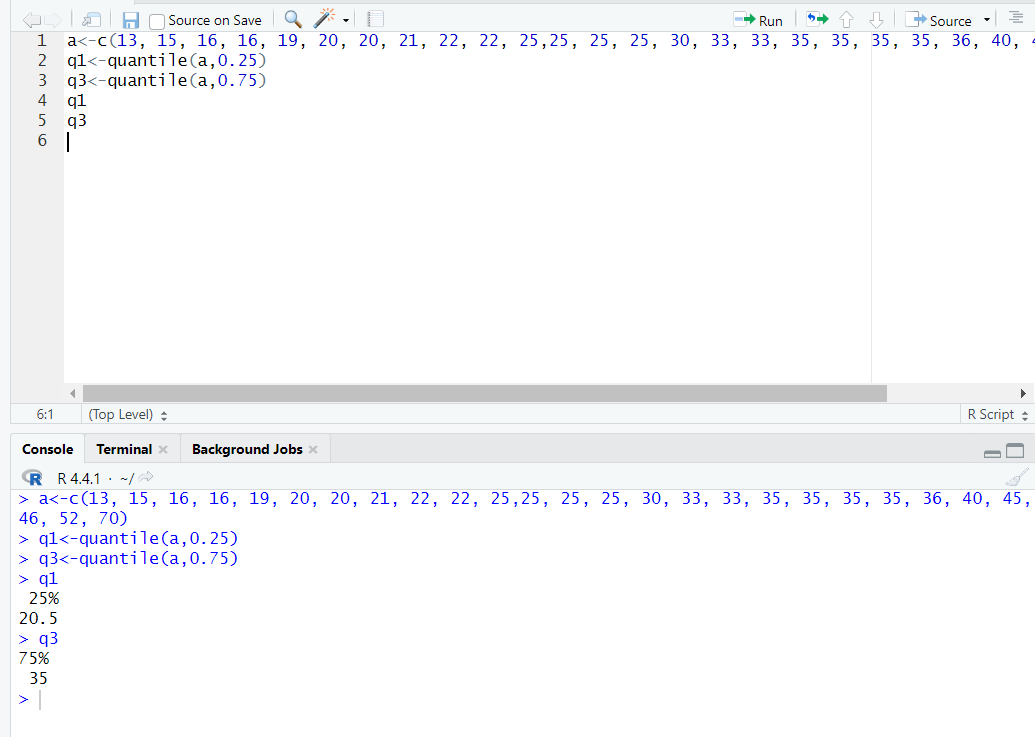 Source on Save Run Source
1 a<-c(13, 15, 16, 16, 19, 20, 20, 21, 22, 22, 25,25, 25, 25, 30, 33, 33, 35, 35, 35, 35, 36, 40,
2 q1<-quantile(a,0.25)
3 q3<-quantile(a,0.75)
4 q1
5 q3
6
6:1 (Top Level) R Script
Console Terminal Background Jobs
R R 4.4.1 · ~/
> a<-c(13, 15, 16, 16, 19, 20, 20, 21, 22, 22, 25,25, 25, 25, 30, 33, 33, 35, 35, 35, 35, 36, 40, 45,
46, 52, 70)
> q1<-quantile(a,0.25)
> q3<-quantile(a,0.75)
> q1
25%
20.5
> q3
75%
35
>